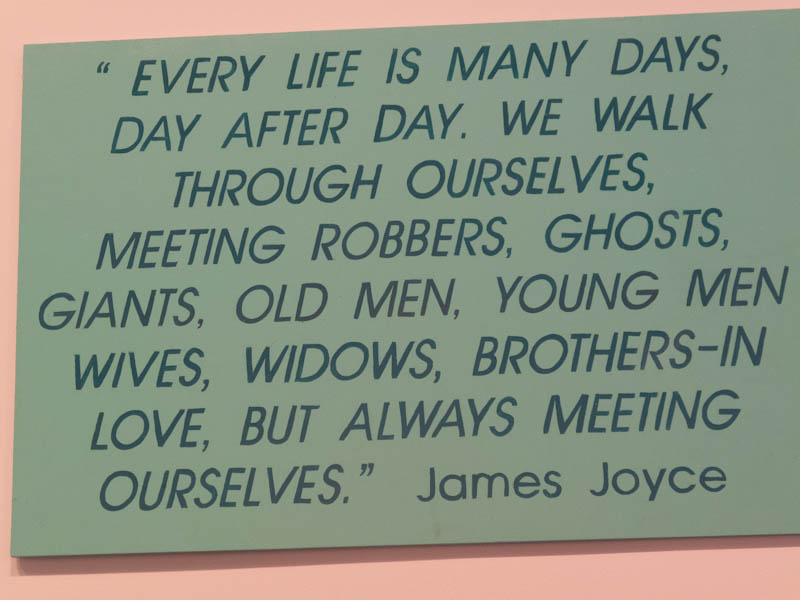 “ EVERY LIFE IS MANY DAYS,
DAY AFTER DAY. WE WALK
THROUGH OURSELVES,
MEETING ROBBERS, GHOSTS,
GIANTS, OLD MEN, YOUNG MEN
WIVES, WIDOWS, BROTHERS-IN
LOVE, BUT ALWAYS MEETING
OURSELVES.” James Joyce